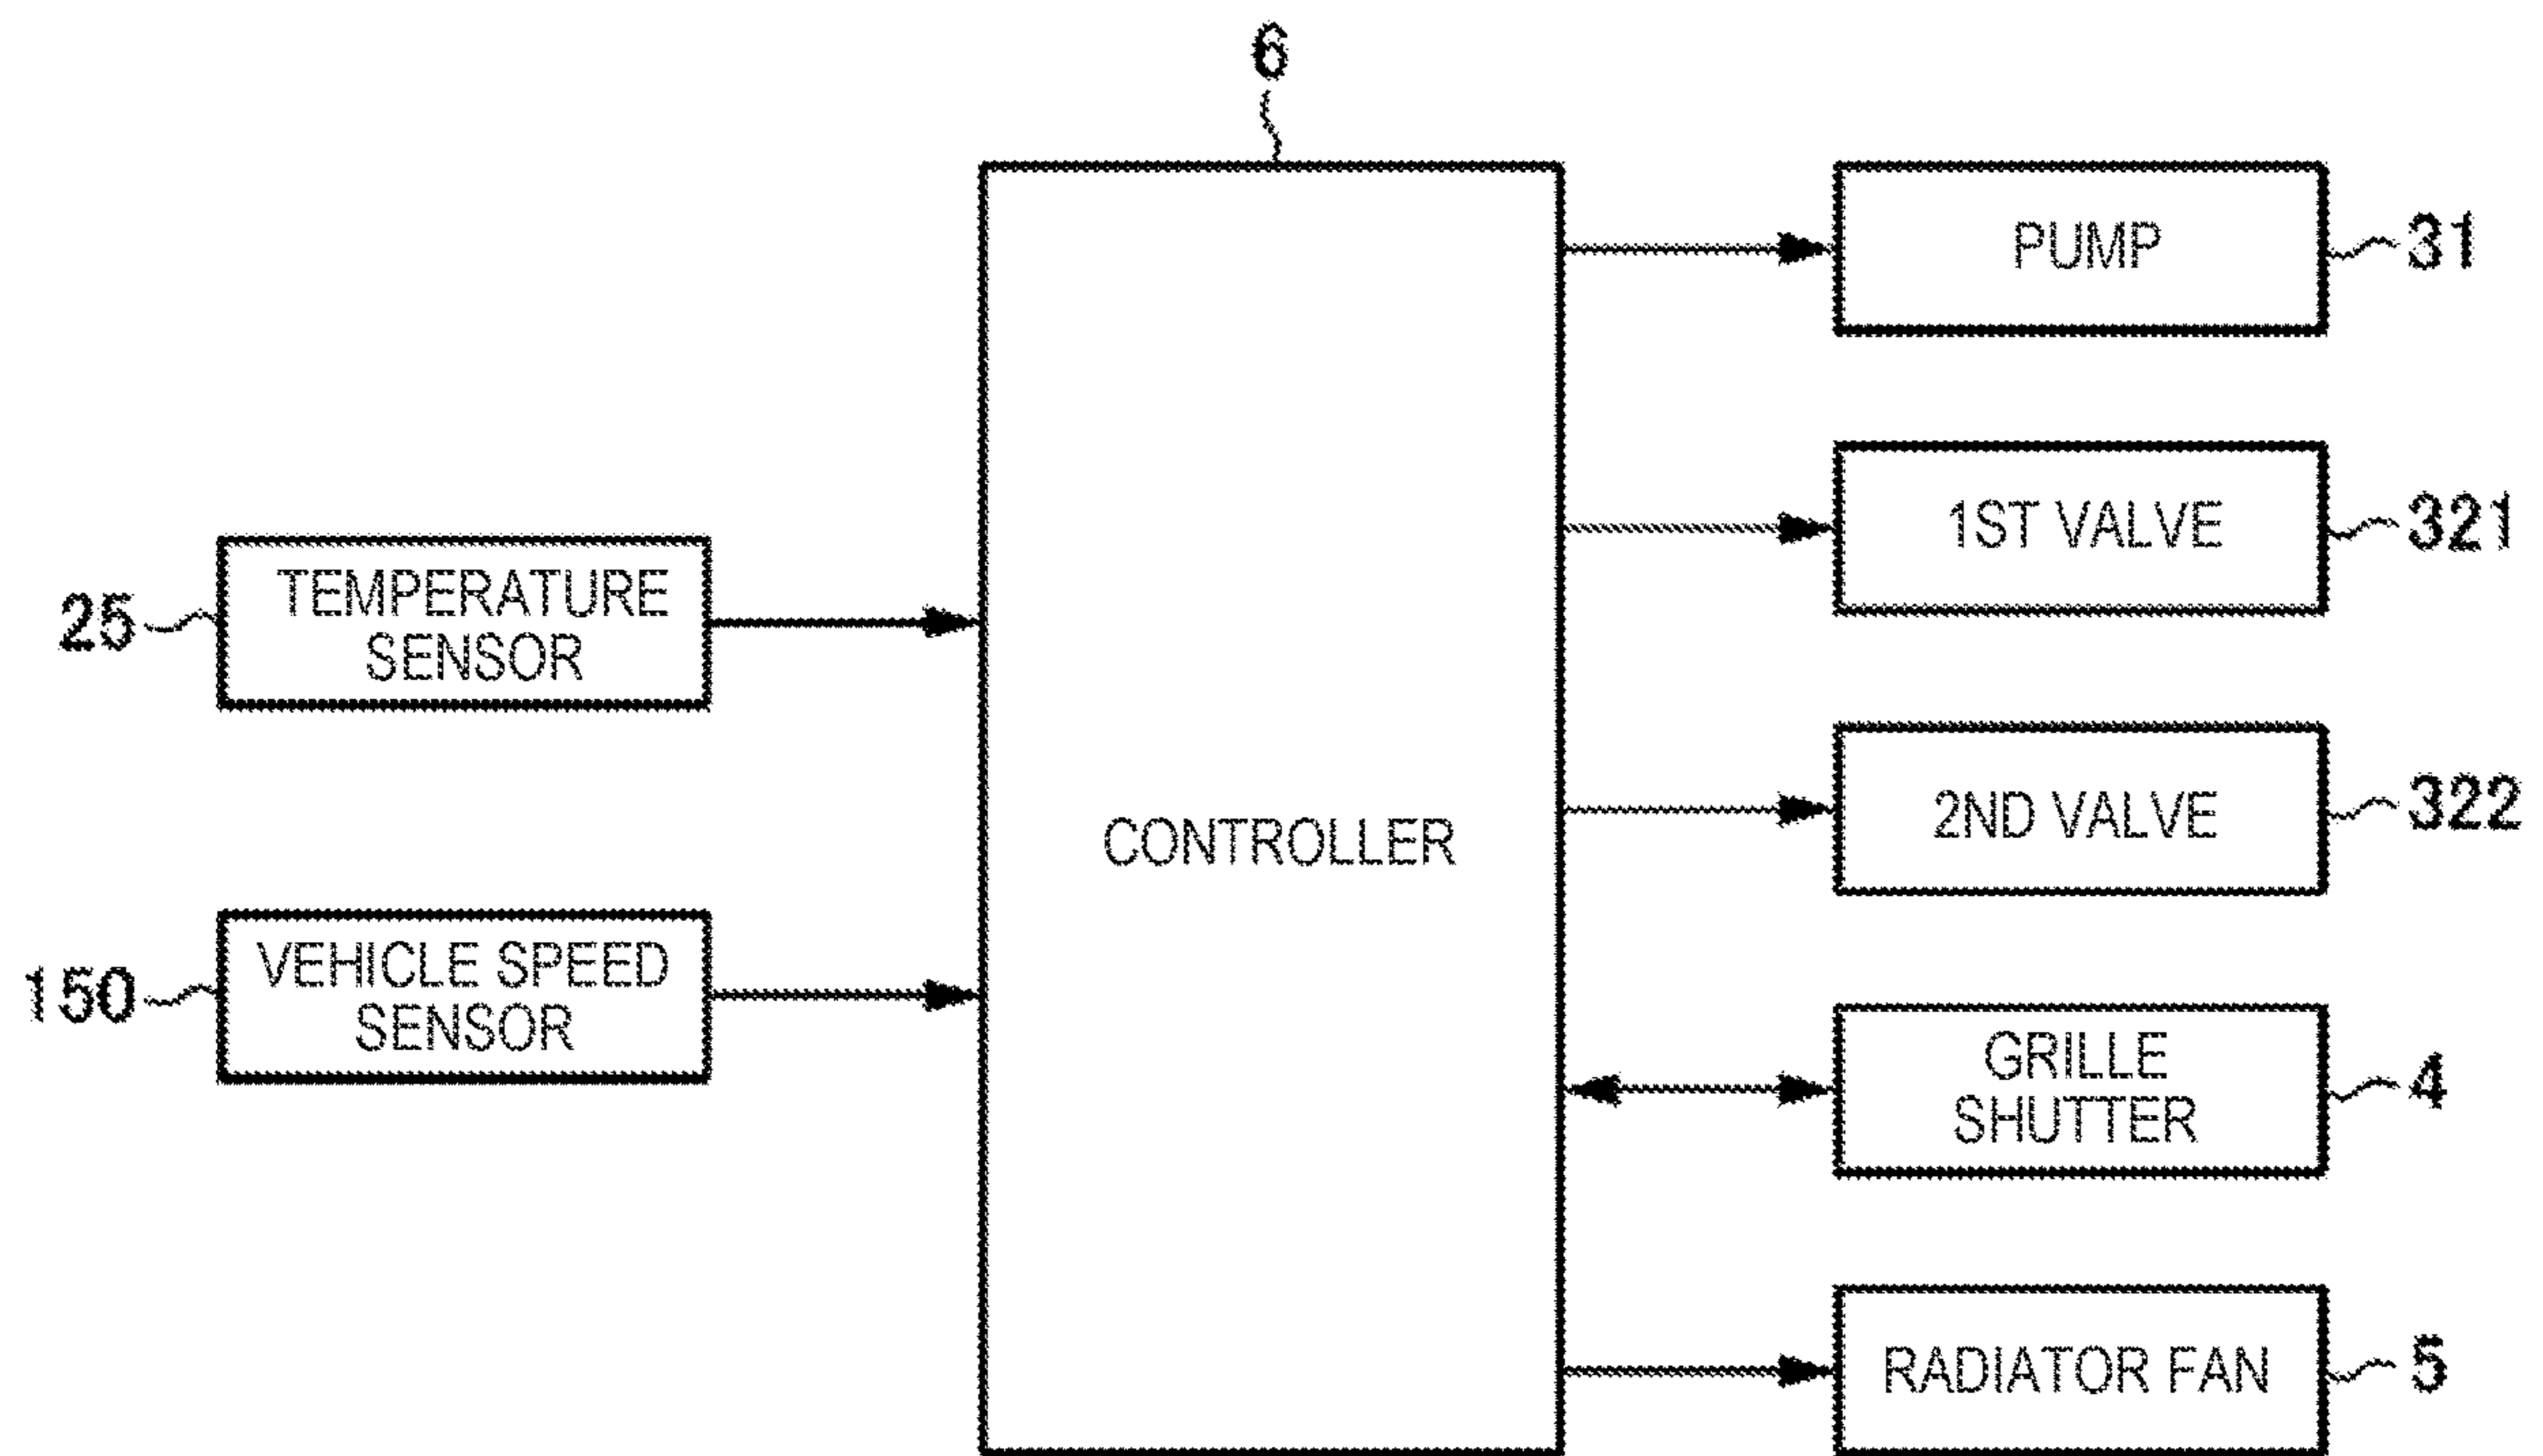 6
PUMP
31
1ST VALVE
321
TEMPERATURE
SENSOR
25
2ND VALVE
322
CONTROLLER
VEHICLE SPEED
SENSOR
150
GRILLE
SHUTTER
4
RADIATOR FAN
5